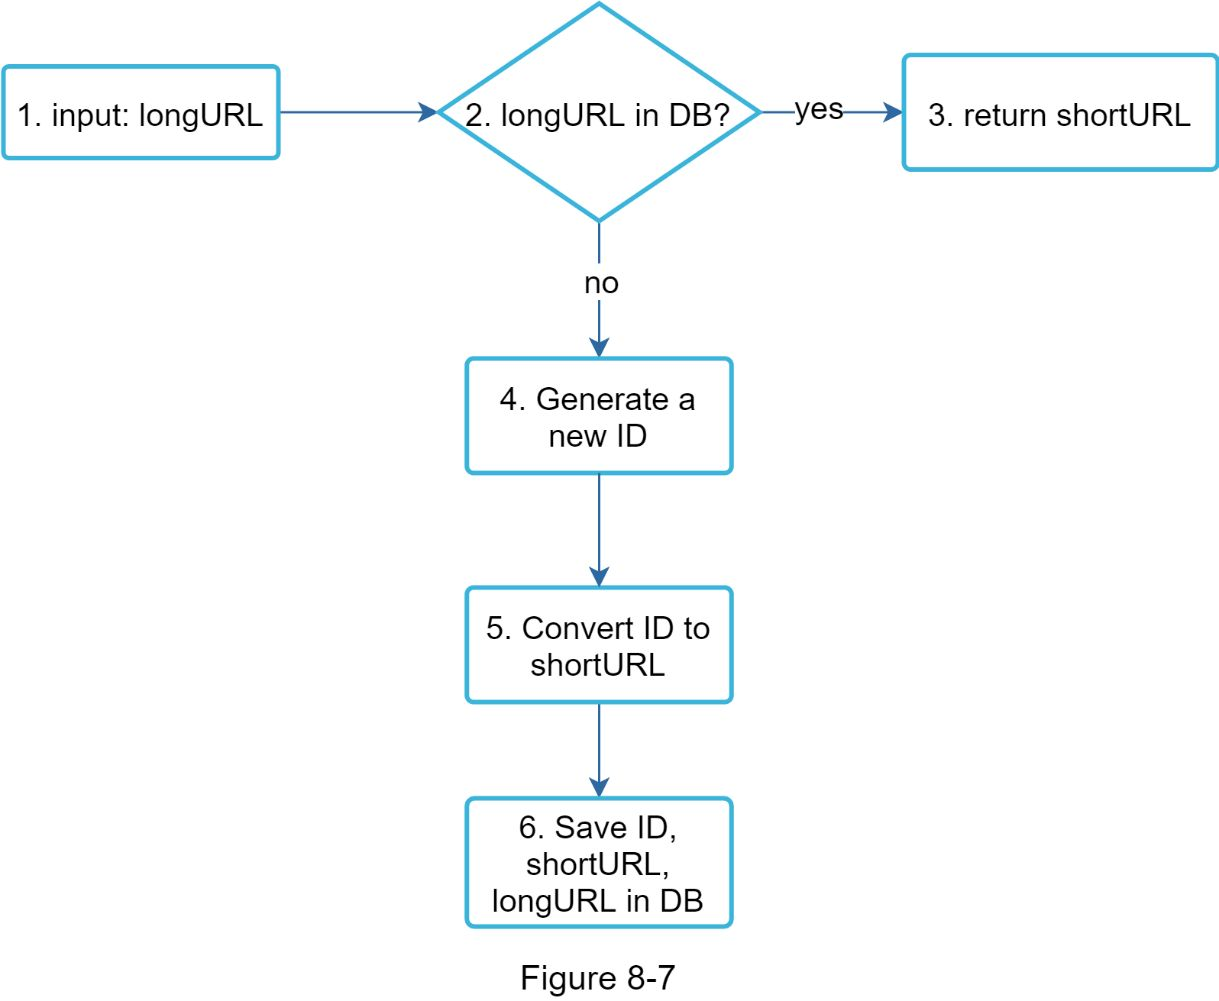 1. input: longURL
2. longURL in DB?
yes
3. return shortURL
no
4. Generate a
new ID
5. Convert ID to
shortURL
6. Save ID,
shortURL,
longURL in DB
Figure 8-7